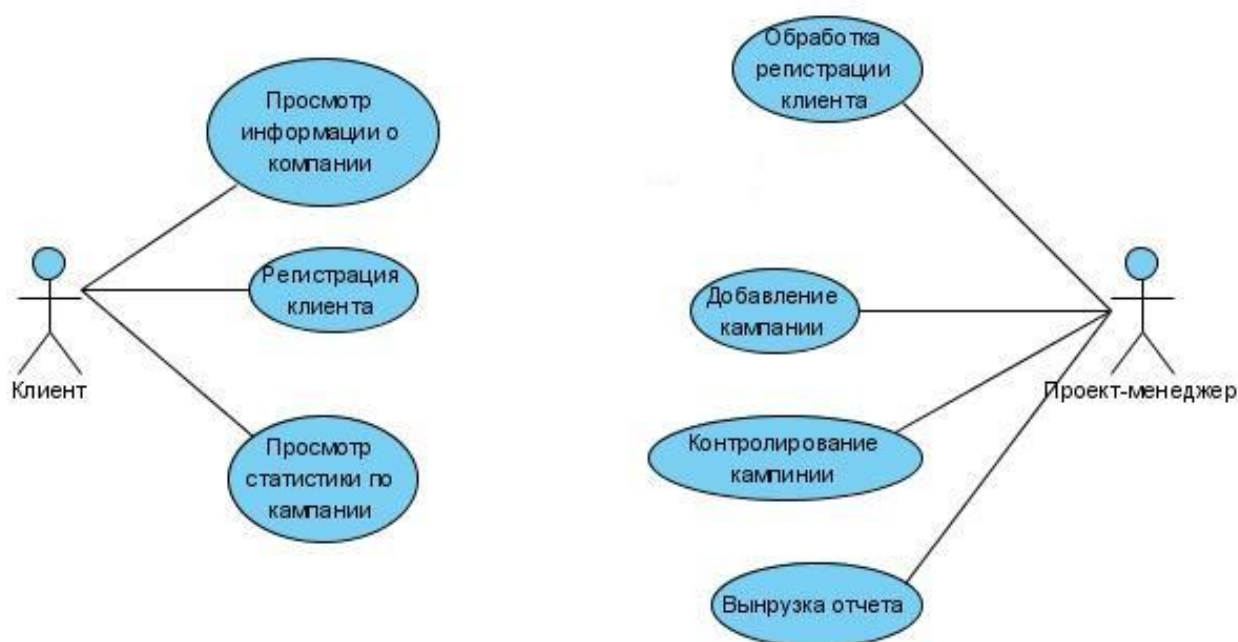 Просмотр
информации о
компании
Регистрация
клиента
Просмотр
статистики по
кампании
Клиент
Обработка
регистрации
клиента
Добавление
кампании
Контролирование
кампинии
Вынрузка отчета
Проект-менеджер